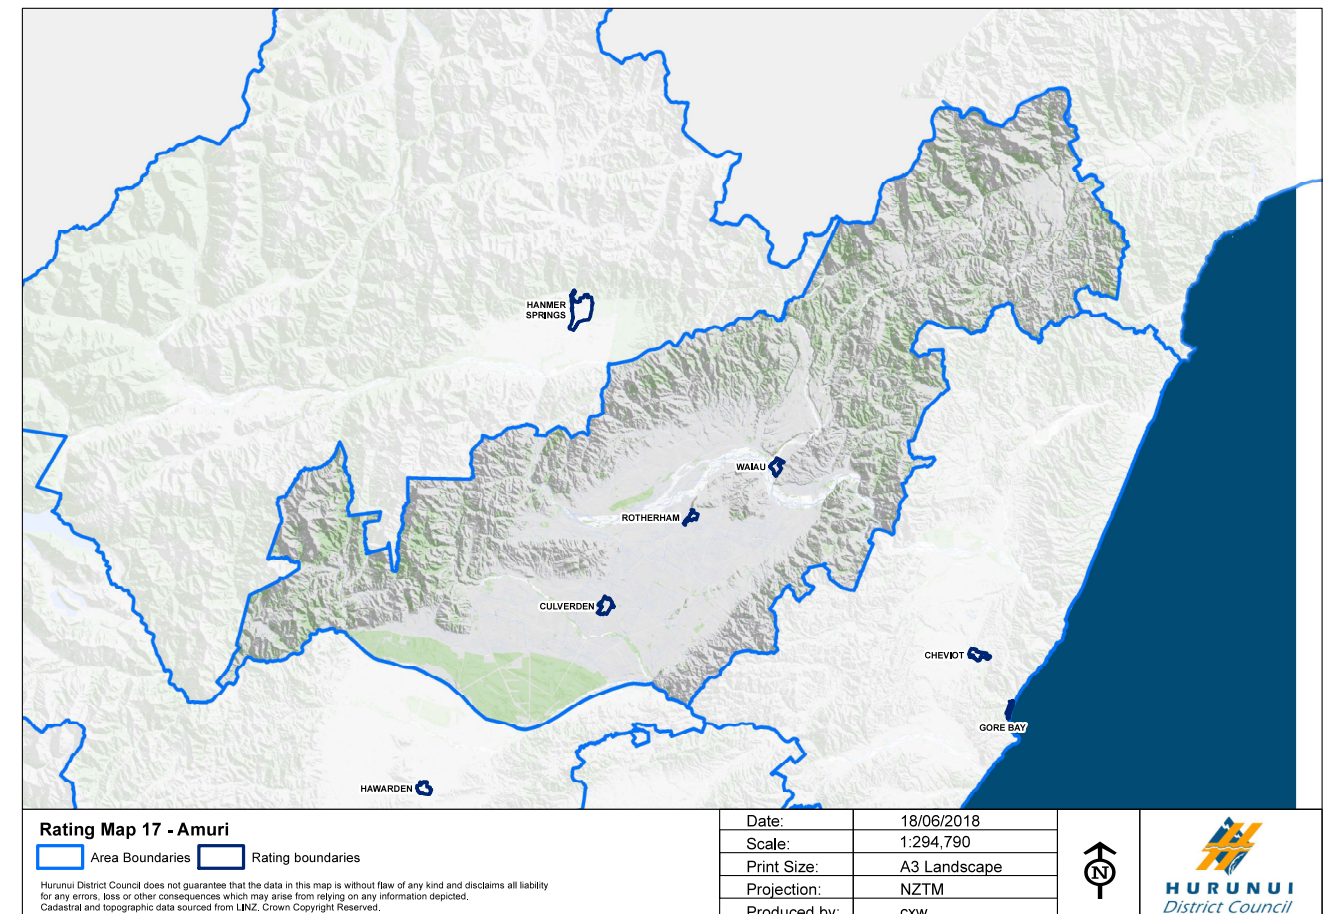 HANMER
SPRINGS
WAIAU
ROTHERHAM
CULVERDEN
CHEVIOT
GORE BAY
HAWARDEN
Rating Map 17 - Amuri
Area Boundaries
Rating boundaries
Hurunui District Council does not guarantee that the data in this map is without flaw of any kind and disclaims all liability
for any errors, loss or other consequences which may arise from relying on any information depicted.
Cadastral and topographic data sourced from LINZ. Crown Copyright Reserved.
Date: 18/06/2018
Scale: 1:294,790
Print Size: A3 Landscape
Projection: NZTM
Produced by: cxw
N
HURUNUI
District Council